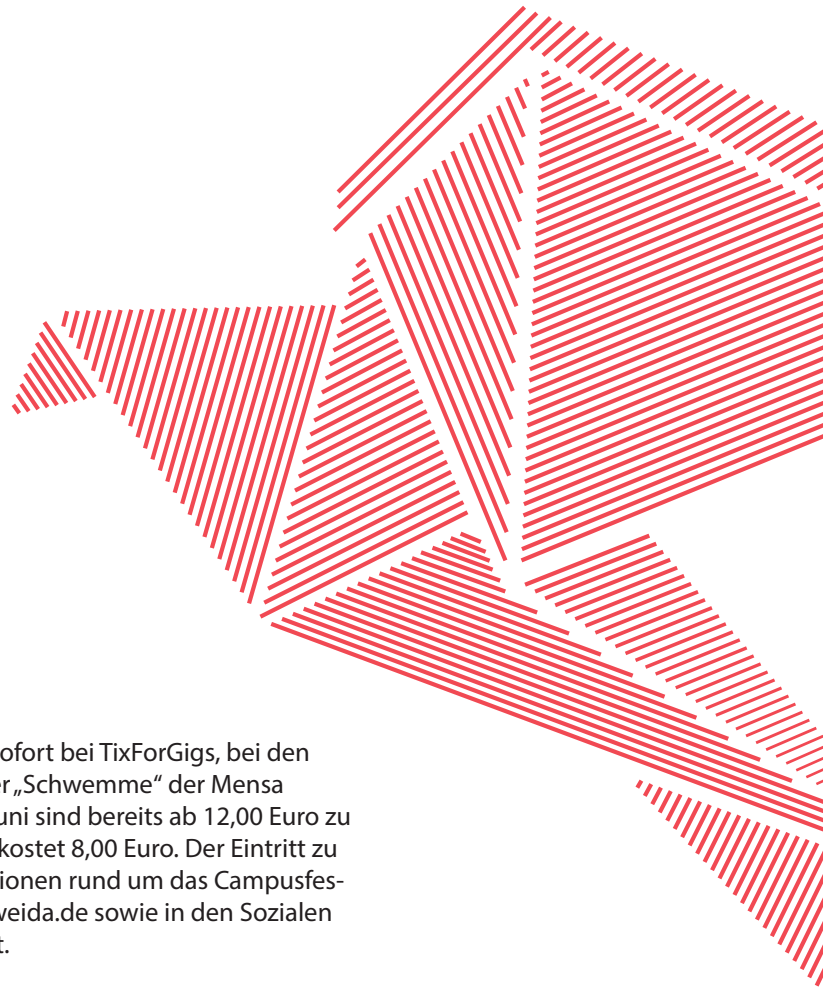 ofort bei TixForGigs, bei den
er „Schwemme“ der Mensa
uni sind bereits ab 12,00 Euro zu
kostet 8,00 Euro. Der Eintritt zu
ionen rund um das Campusfes-
weida.de sowie in den Sozialen
t.